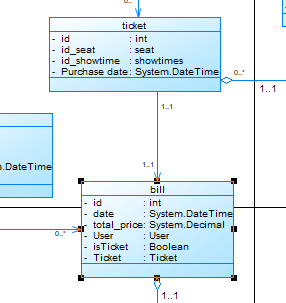 0..*
ticket
- id : int
- id_seat : seat
- id_showtime : showtimes
- Purchase date : System.DateTime
0..*
1..1
1..1
1..1
.DateTime
bill
- id : int
- date : System.DateTime
- total_price : System.Decimal
- User : User
- isTicket : Boolean
- Ticket : Ticket
0..*
1..1